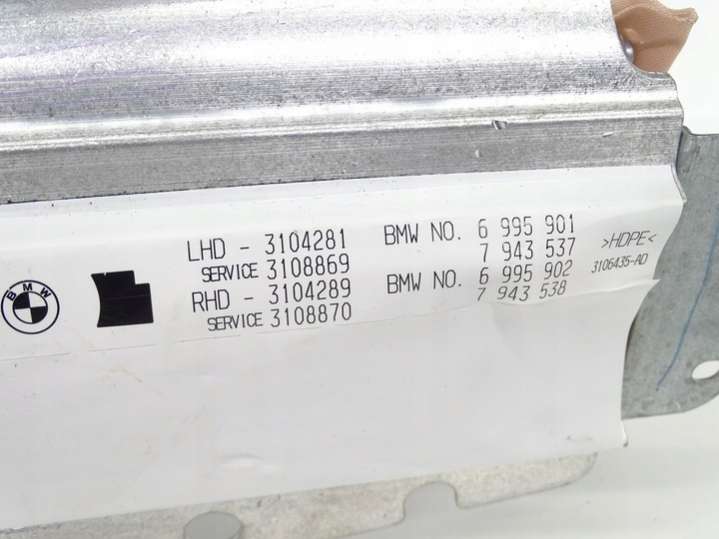 LHD - 3104281 BMW NO. 6 995 901
SERVICE 3108869 7 943 537
RHD - 3104289 BMW NO. 6 995 902
SERVICE 3108870 7 943 538
>HDPE<
3106435-AD
BMW